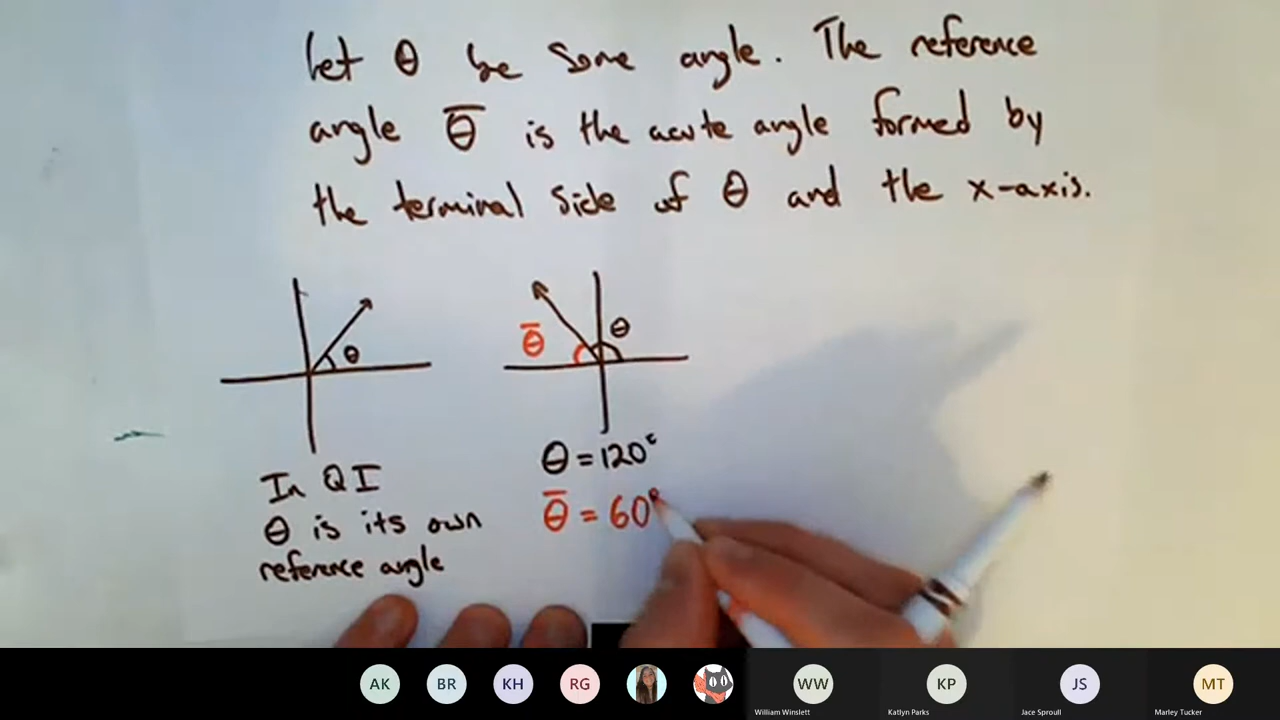 Let θ be some angle. The reference
angle θ̅ is the acute angle formed by
the terminal side of θ and the x-axis.
θ
θ̅
θ
In QI
θ is its own
reference angle
θ = 120°
θ̅ = 60°
AK
BR
KH
RG
WW
KP
JS
MT
William Winslett
Katlyn Parks
Jace Sproull
Marley Tucker